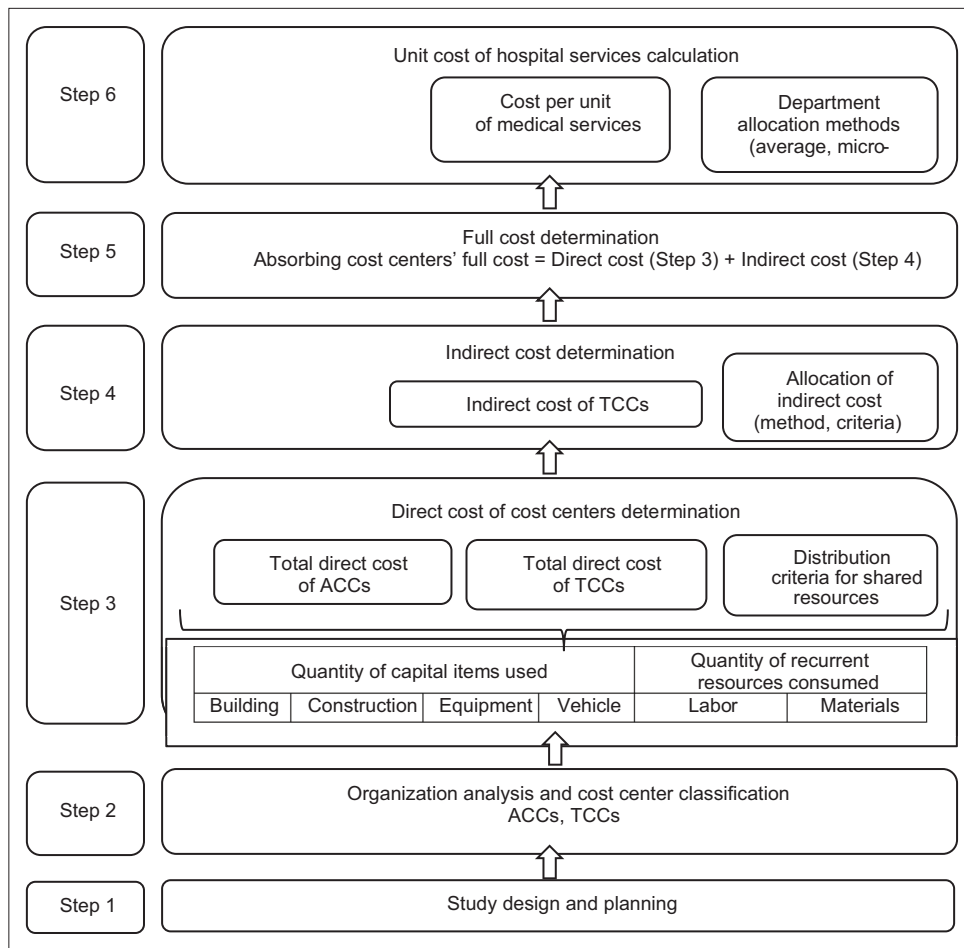 Step 6
Unit cost of hospital services calculation
Cost per unit
of medical services
Department
allocation methods
(average, micro-
Step 5
Full cost determination
Absorbing cost centers' full cost = Direct cost (Step 3) + Indirect cost (Step 4)
Step 4
Indirect cost determination
Indirect cost of TCCs
Allocation of
indirect cost
(method, criteria)
Step 3
Direct cost of cost centers determination
Total direct cost
of ACCs
Total direct cost
of TCCs
Distribution
criteria for shared
resources
Quantity of capital items used
Quantity of recurrent
resources consumed
Building
Construction
Equipment
Vehicle
Labor
Materials
Step 2
Organization analysis and cost center classification
ACCs, TCCs
Step 1
Study design and planning